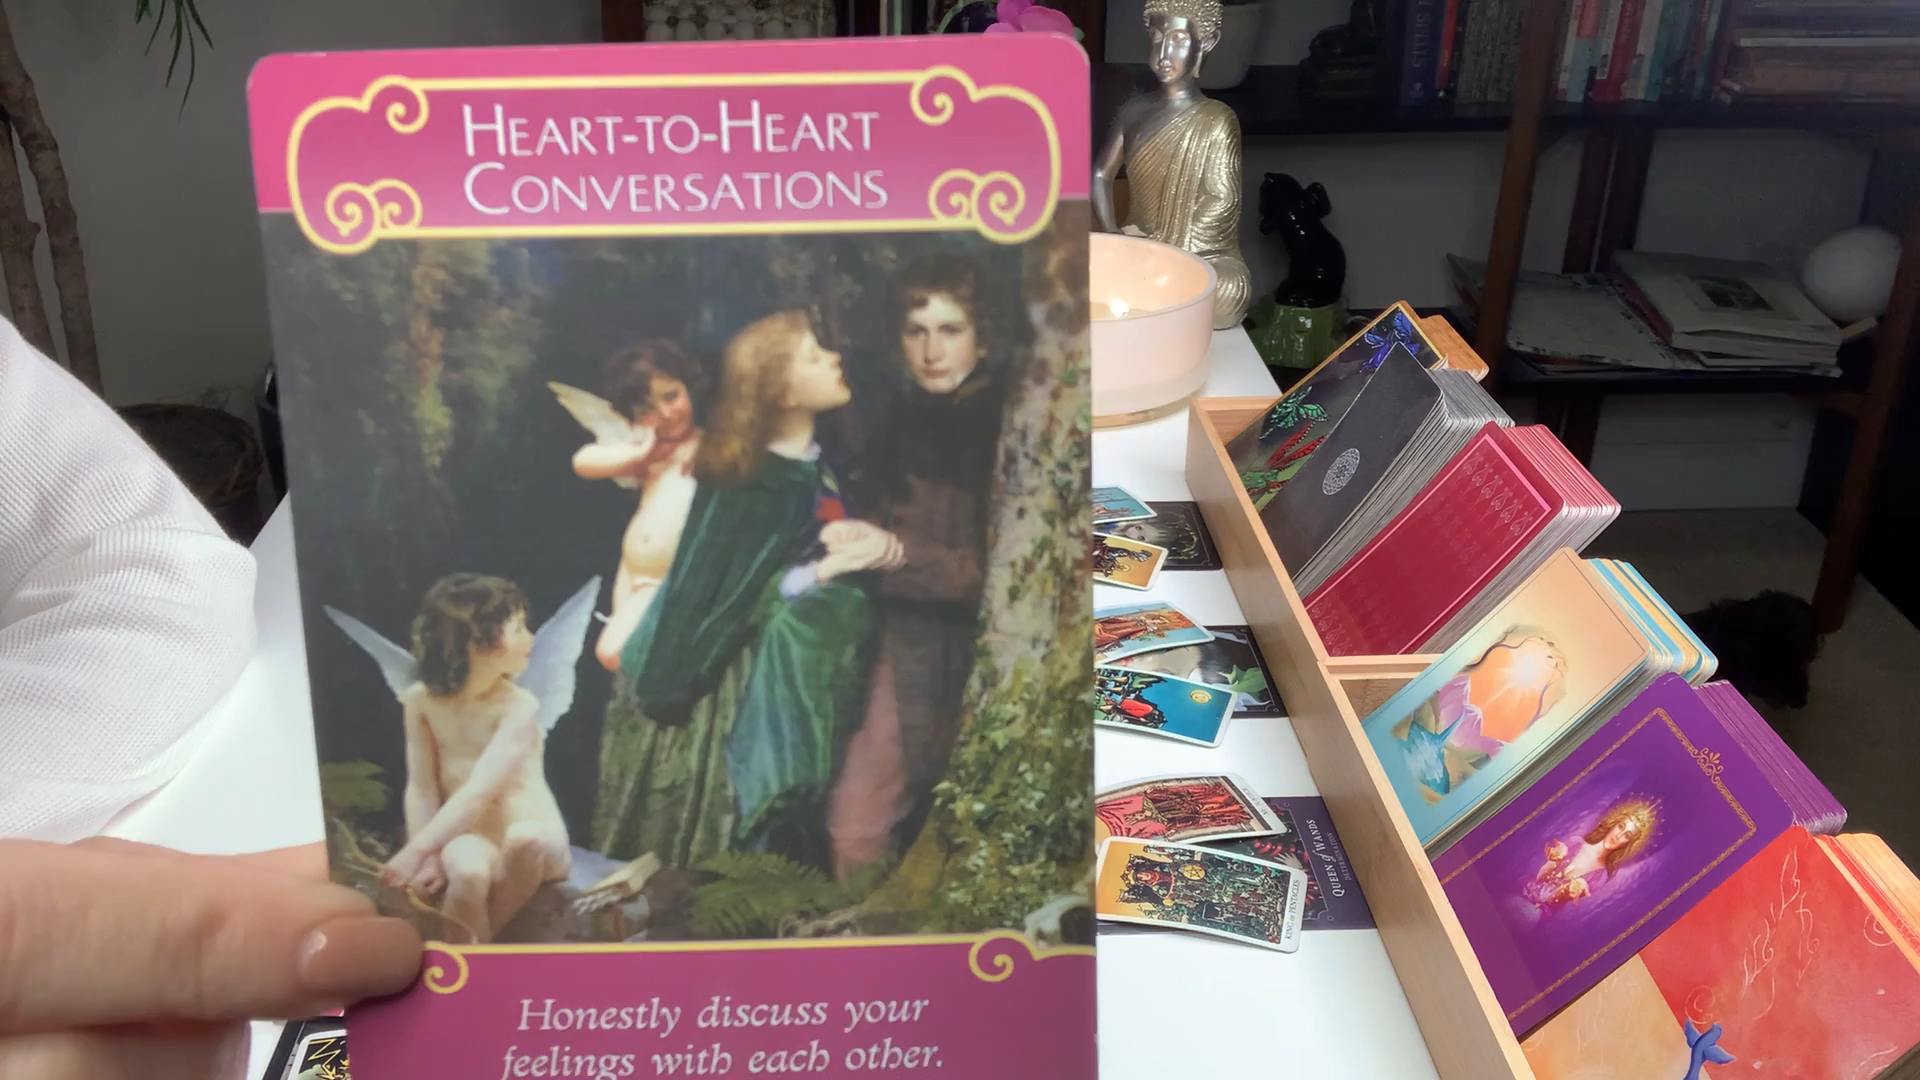 HEART-TO-HEART
CONVERSATIONS
Honestly discuss your
feelings with each other.
QUEEN of WANDS
KING of PENTACLES